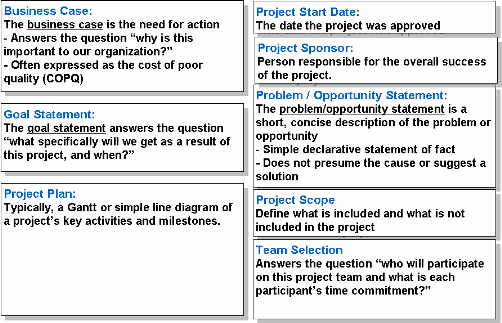 Business Case:
The business case is the need for action
- Answers the question “why is this
important to our organization?”
- Often expressed as the cost of poor
quality (COPQ)
Goal Statement:
The goal statement answers the question
“what specifically will we get as a result of
this project, and when?”
Project Plan:
Typically, a Gantt or simple line diagram of
a project’s key activities and milestones.
Project Start Date:
The date the project was approved
Project Sponsor:
Person responsible for the overall success
of the project.
Problem / Opportunity Statement:
The problem/opportunity statement is a
short, concise description of the problem or
opportunity
- Simple declarative statement of fact
- Does not presume the cause or suggest a
solution
Project Scope
Define what is included and what is not
included in the project
Team Selection
Answers the question “who will participate
on this project team and what is each
participant’s time commitment?”